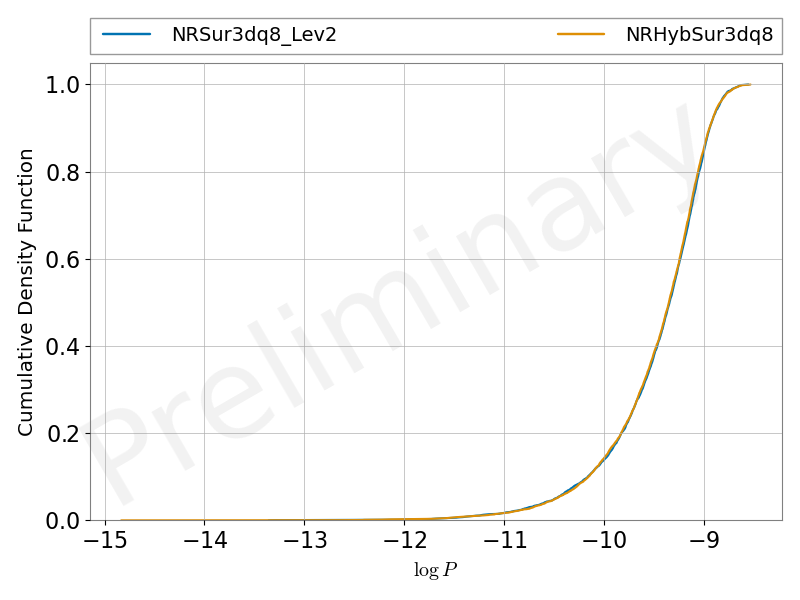 NRSur3dq8_Lev2
NRHybSur3dq8
1.0
0.8
0.6
0.4
0.2
0.0
Cumulative Density Function
Preliminary
−15
−14
−13
−12
−11
−10
−9
log P